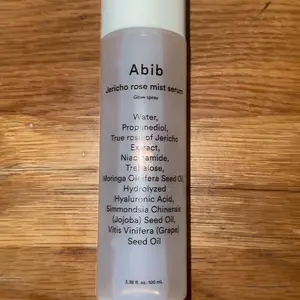 Abib
Jericho rose mist serum
Glow spray
Water,
Propanediol,
True rose of Jericho
Extract,
Niacinamide,
Trehalose,
Moringa Oleifera Seed Oil,
Hydrolyzed
Hyaluronic Acid,
Simmondsia Chinensis
(Jojoba) Seed Oil,
Vitis Vinifera (Grape)
Seed Oil
3.38 fl. oz. 100 mL